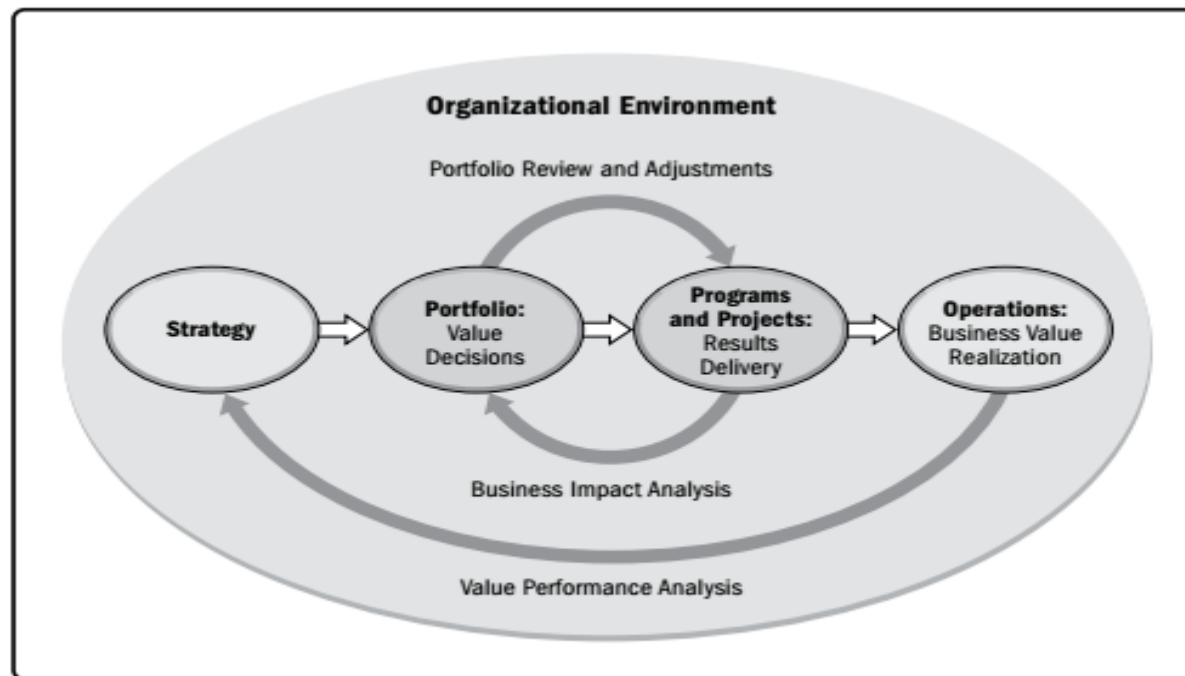 Organizational Environment
Portfolio Review and Adjustments
Strategy
Portfolio:
Value
Decisions
Programs
and Projects:
Results
Delivery
Operations:
Business Value
Realization
Business Impact Analysis
Value Performance Analysis